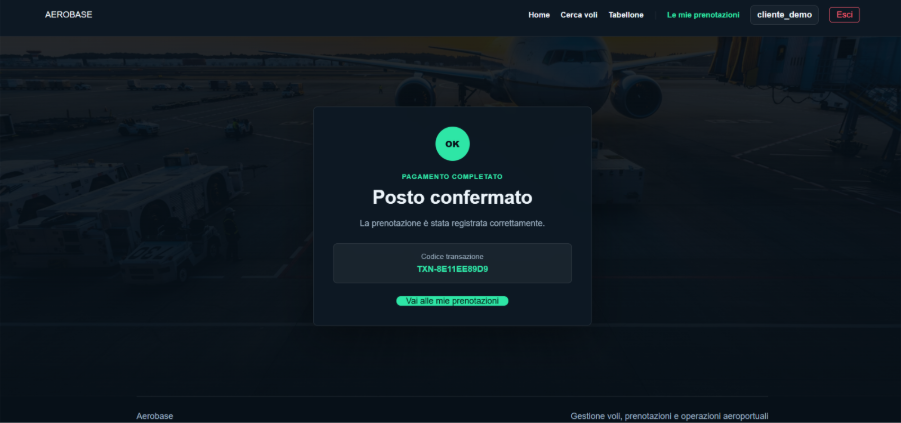 AEROBASE
Home Cerca voli Tabellone Le mie prenotazioni cliente_demo Esci
OK
PAGAMENTO COMPLETATO
Posto confermato
La prenotazione è stata registrata correttamente.
Codice transazione
TXN-8E11EE89D9
Vai alle mie prenotazioni
Aerobase
Gestione voli, prenotazioni e operazioni aeroportuali